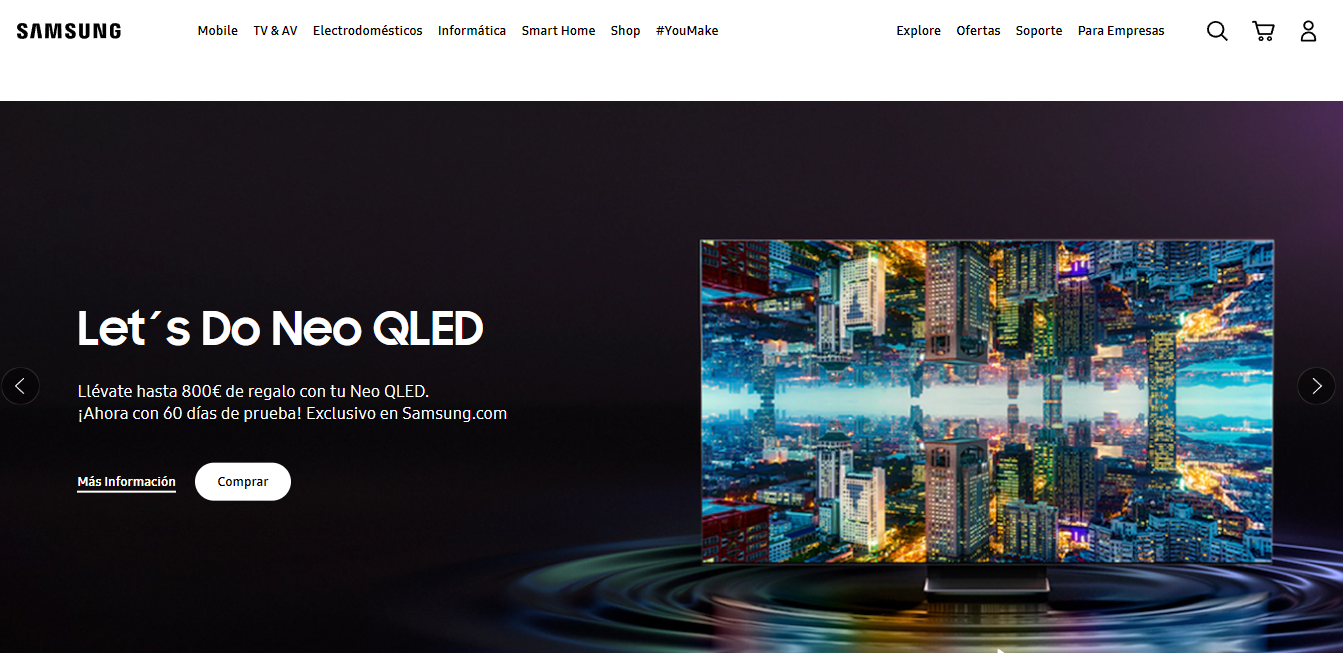 SAMSUNG
Mobile TV & AV Electrodomésticos Informática Smart Home Shop #YouMake Explore Ofertas Soporte Para Empresas
Let´s Do Neo QLED
Llévate hasta 800€ de regalo con tu Neo QLED.
¡Ahora con 60 días de prueba! Exclusivo en Samsung.com
Más Información Comprar